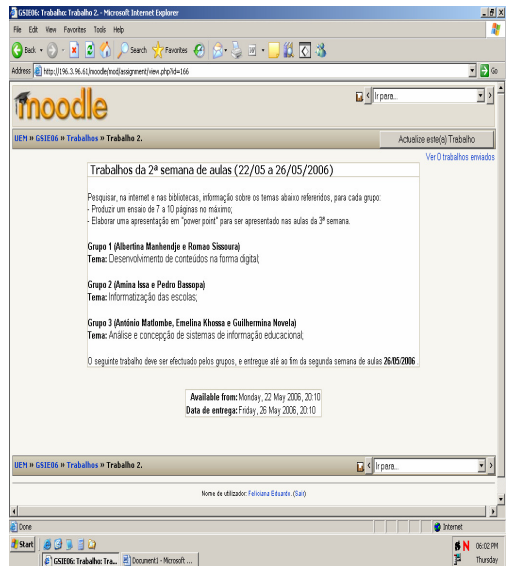 GSIE06: Trabalho: Trabalho 2. - Microsoft Internet Explorer
File Edit View Favorites Tools Help
Back Search Favorites
Address http://196.3.96.61/moodle/mod/assignment/view.php?id=166 Go
moodle
Ir para...
UEM » GSIE06 » Trabalhos » Trabalho 2.
Actualize este(a) Trabalho
Ver 0 trabalhos enviados
Trabalhos da 2ª semana de aulas (22/05 a 26/05/2006)
Pesquisar, na internet e nas bibliotecas, informação sobre os temas abaixo refereridos, para cada grupo:
- Produzir um ensaio de 7 a 10 páginas no máximo;
- Elaborar uma apresentação em "power point" para ser apresentado nas aulas da 3ª semana.
Grupo 1 (Albertina Manhendje e Romao Sissoura)
Tema: Desenvolvimento de conteúdos na forma digital;
Grupo 2 (Amina Issa e Pedro Bassopa)
Tema: Informatização das escolas;
Grupo 3 (António Matlombe, Emelina Khossa e Guilhermina Novela)
Tema: Análise e concepção de sistemas de informação educacional;
O seguinte trabalho deve ser efectuado pelos grupos, e entregue até ao fim da segunda semana de aulas 26/05/2006 .
Available from: Monday, 22 May 2006, 20:10
Data de entrega: Friday, 26 May 2006, 20:10
UEM » GSIE06 » Trabalhos » Trabalho 2.
Ir para...
Nome de utilizador: Feliciana Eduardo. (Sair)
Done Internet
Start 06:02 PM
GSIE06: Trabalho: Tra... Document1 - Microsoft ... Thursday